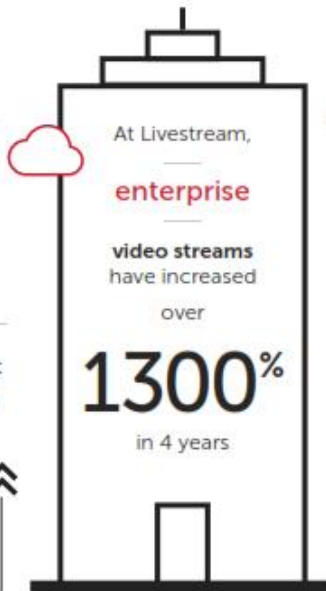 At Livestream,
enterprise
video streams
have increased
over
1300%
in 4 years